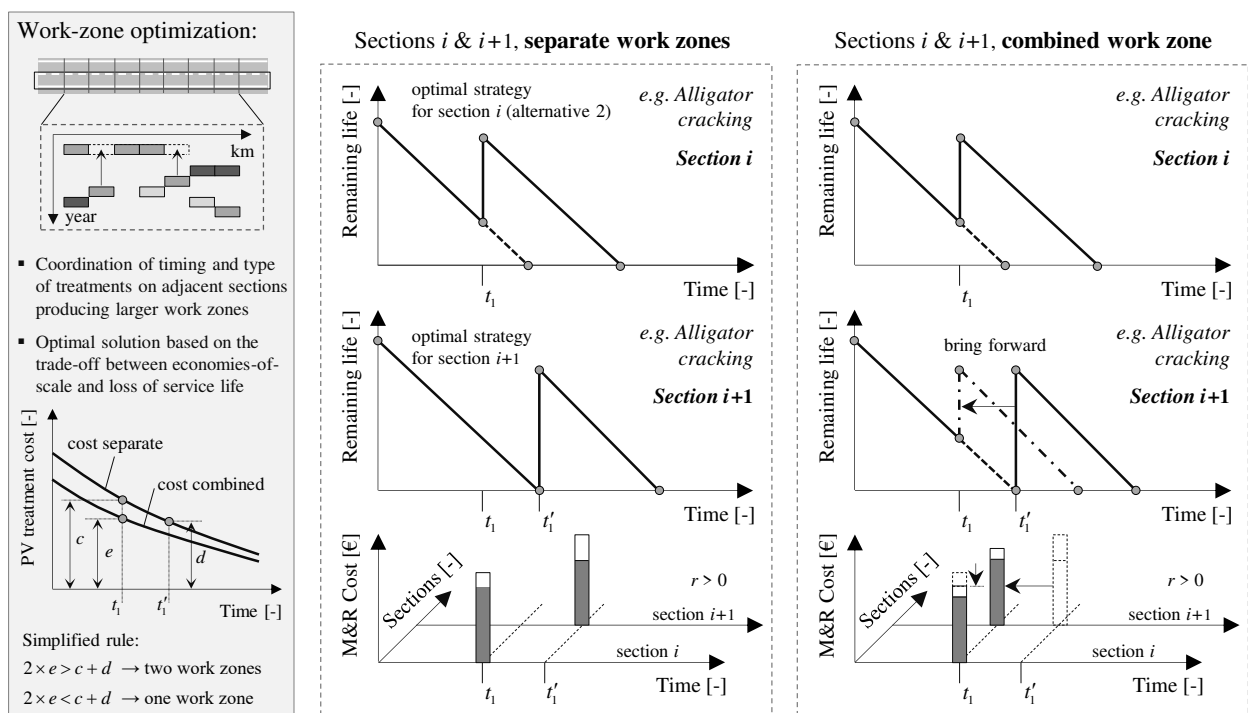 Work-zone optimization:
km
year
▪ Coordination of timing and type
of treatments on adjacent sections
producing larger work zones
▪ Optimal solution based on the
trade-off between economies-of-
scale and loss of service life
PV treatment cost [-]
cost separate
cost combined
c
e
d
t₁
t₁′
Time [-]
Simplified rule:
2 × e > c + d → two work zones
2 × e < c + d → one work zone
Sections i & i+1, separate work zones
Remaining life [-]
optimal strategy
for section i (alternative 2)
e.g. Alligator
cracking
Section i
t₁
Time [-]
Remaining life [-]
optimal strategy
for section i+1
e.g. Alligator
cracking
Section i+1
t₁
t₁′
Time [-]
M&R Cost [€]
Sections [-]
r > 0
section i+1
section i
t₁
t₁′
Time [-]
Sections i & i+1, combined work zone
Remaining life [-]
e.g. Alligator
cracking
Section i
t₁
Time [-]
Remaining life [-]
bring forward
e.g. Alligator
cracking
Section i+1
t₁
t₁′
Time [-]
M&R Cost [€]
Sections [-]
r > 0
section i+1
section i
t₁
t₁′
Time [-]